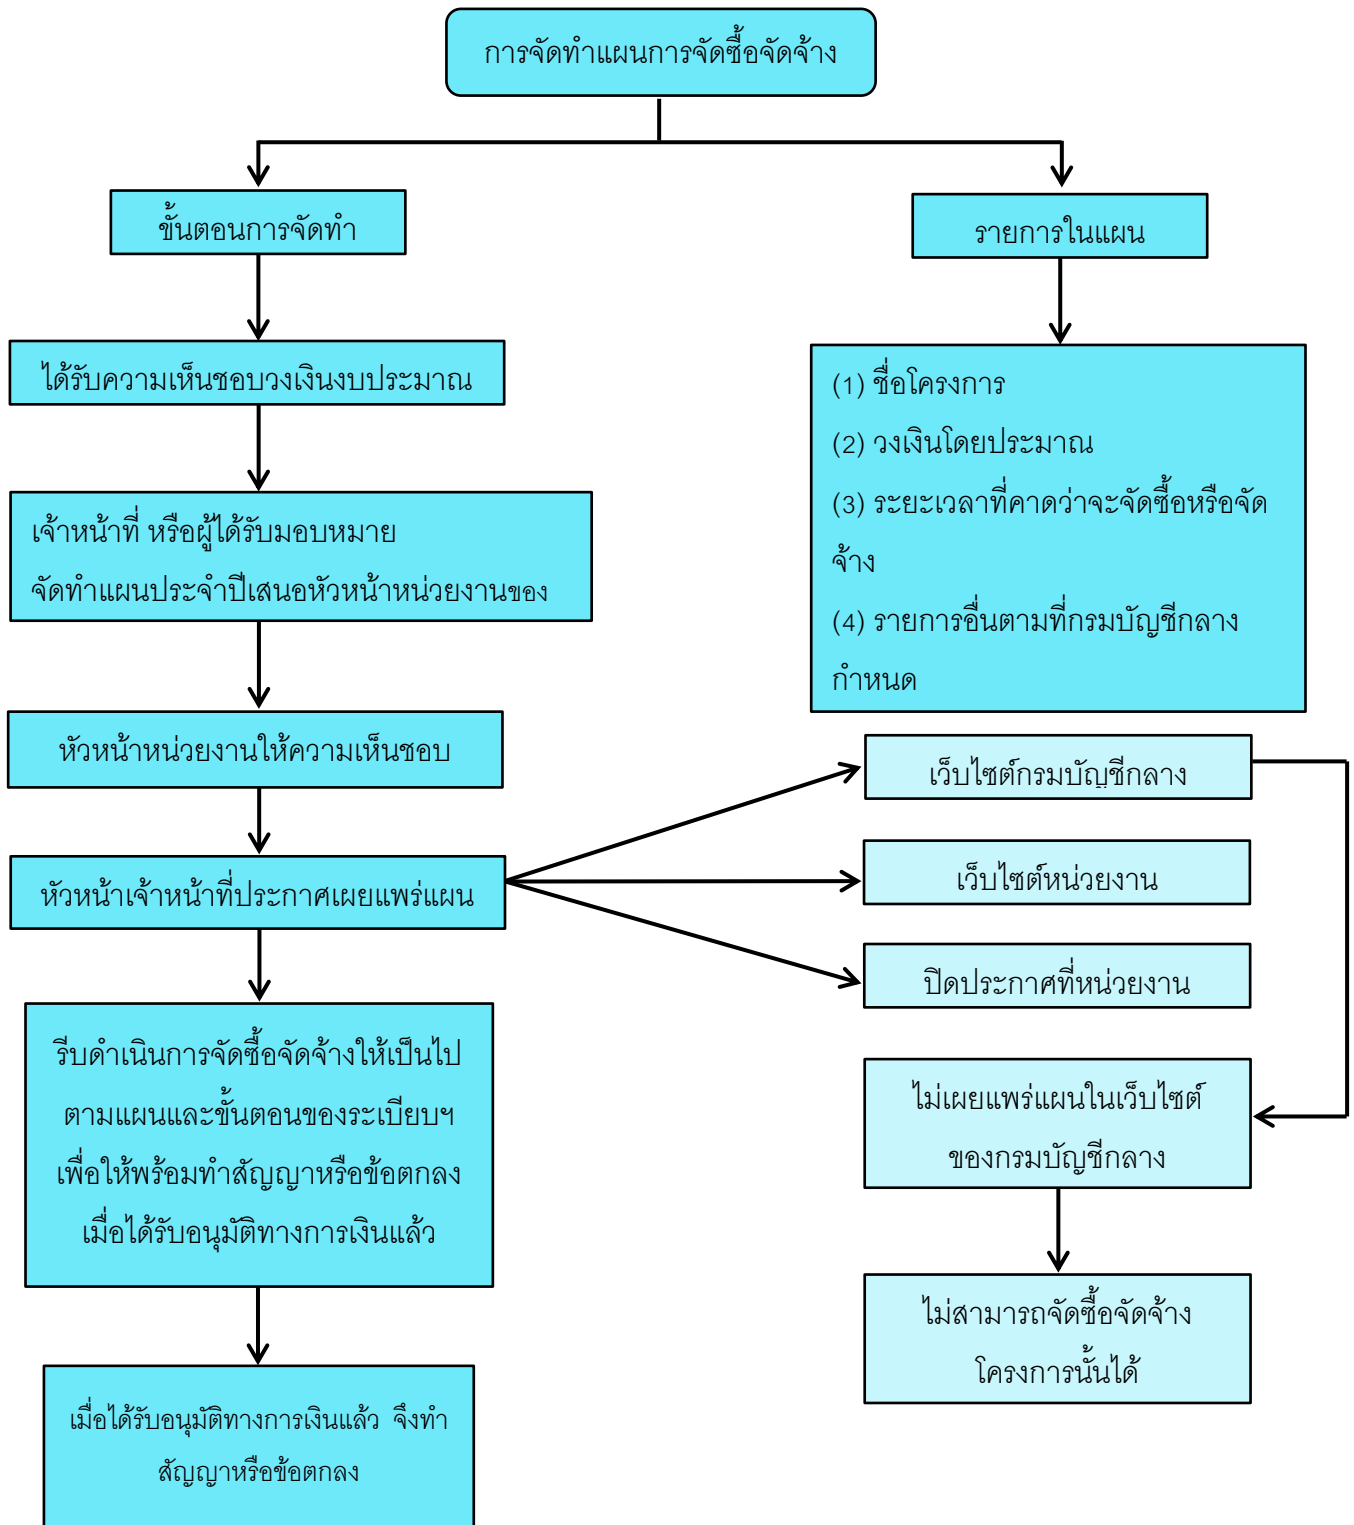 การจัดทำแผนการจัดซื้อจัดจ้าง
ขั้นตอนการจัดทำ
ได้รับความเห็นชอบวงเงินงบประมาณ
เจ้าหน้าที่ หรือผู้ได้รับมอบหมาย
จัดทำแผนประจำปีเสนอหัวหน้าหน่วยงานของ
หัวหน้าหน่วยงานให้ความเห็นชอบ
หัวหน้าเจ้าหน้าที่ประกาศเผยแพร่แผน
รีบดำเนินการจัดซื้อจัดจ้างให้เป็นไป
ตามแผนและขั้นตอนของระเบียบฯ
เพื่อให้พร้อมทำสัญญาหรือข้อตกลง
เมื่อได้รับอนุมัติทางการเงินแล้ว
เมื่อได้รับอนุมัติทางการเงินแล้ว จึงทำ
สัญญาหรือข้อตกลง
รายการในแผน
(1) ชื่อโครงการ
(2) วงเงินโดยประมาณ
(3) ระยะเวลาที่คาดว่าจะจัดซื้อหรือจัด
จ้าง
(4) รายการอื่นตามที่กรมบัญชีกลาง
กำหนด
เว็บไซต์กรมบัญชีกลาง
เว็บไซต์หน่วยงาน
ปิดประกาศที่หน่วยงาน
ไม่เผยแพร่แผนในเว็บไซต์
ของกรมบัญชีกลาง
ไม่สามารถจัดซื้อจัดจ้าง
โครงการนั้นได้